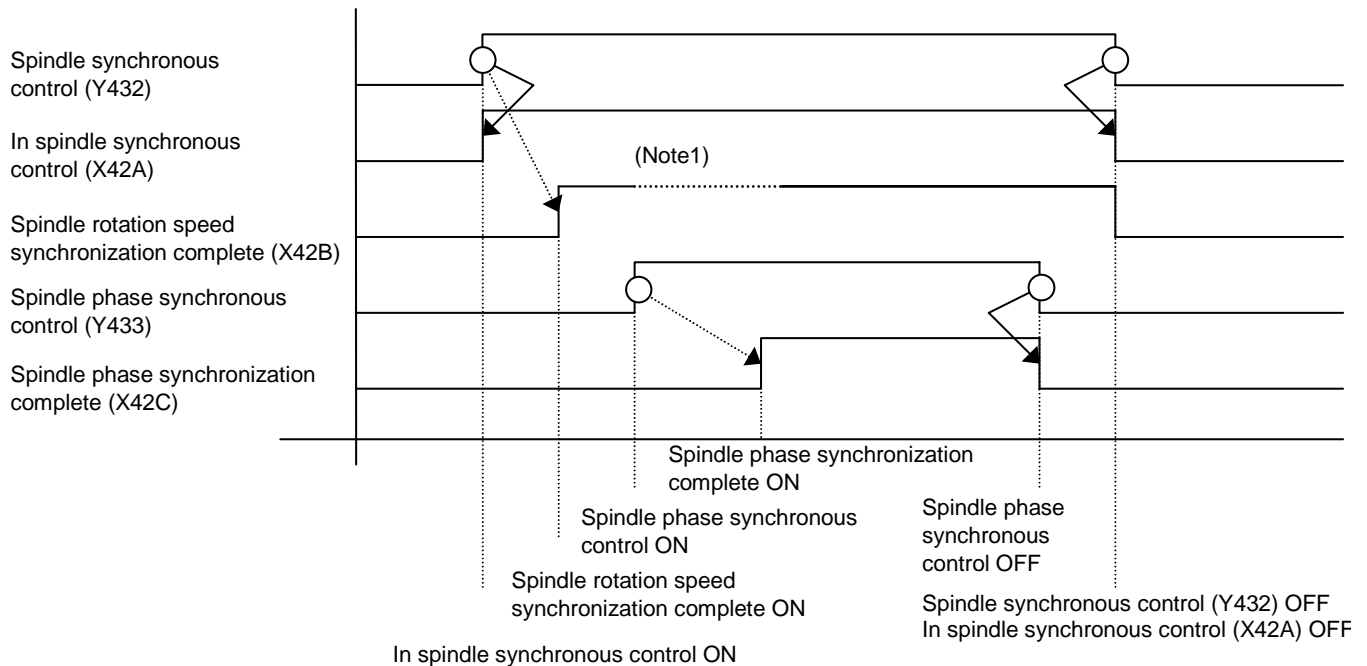 Spindle synchronous
control (Y432)
In spindle synchronous
control (X42A)
(Note1)
Spindle rotation speed
synchronization complete (X42B)
Spindle phase synchronous
control (Y433)
Spindle phase synchronization
complete (X42C)
Spindle phase synchronization
complete ON
Spindle phase synchronous
control ON
Spindle phase
synchronous
control OFF
Spindle rotation speed
synchronization complete ON
Spindle synchronous control (Y432) OFF
In spindle synchronous control (X42A) OFF
In spindle synchronous control ON